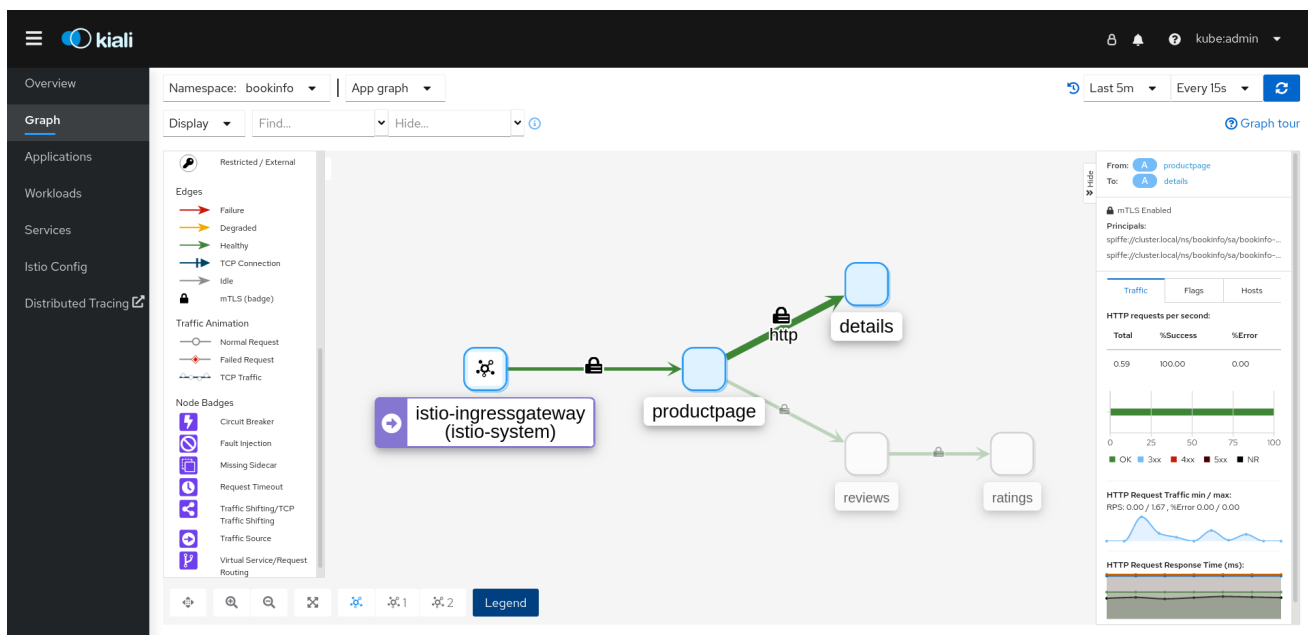 kiali
kube:admin
Overview
Graph
Applications
Workloads
Services
Istio Config
Distributed Tracing
Namespace: bookinfo
App graph
Last 5m
Every 15s
Display
Find...
Hide...
Graph tour
Restricted / External
Edges
Failure
Degraded
Healthy
TCP Connection
Idle
mTLS (badge)
Traffic Animation
Normal Request
Failed Request
TCP Traffic
Node Badges
Circuit Breaker
Fault Injection
Missing Sidecar
Request Timeout
Traffic Shifting/TCP
Traffic Shifting
Traffic Source
Virtual Service/Request
Routing
1
2
Legend
istio-ingressgateway
(istio-system)
productpage
http
details
reviews
ratings
Hide
From: A productpage
To: A details
mTLS Enabled
Principals:
spiffe://cluster.local/ns/bookinfo/sa/bookinfo-...
spiffe://cluster.local/ns/bookinfo/sa/bookinfo-...
Traffic Flags Hosts
HTTP requests per second:
Total %Success %Error
0.59 100.00 0.00
0 25 50 75 100
OK 3xx 4xx 5xx NR
HTTP Request Traffic min / max:
RPS: 0.00 / 1.67 , %Error 0.00 / 0.00
HTTP Request Response Time (ms):